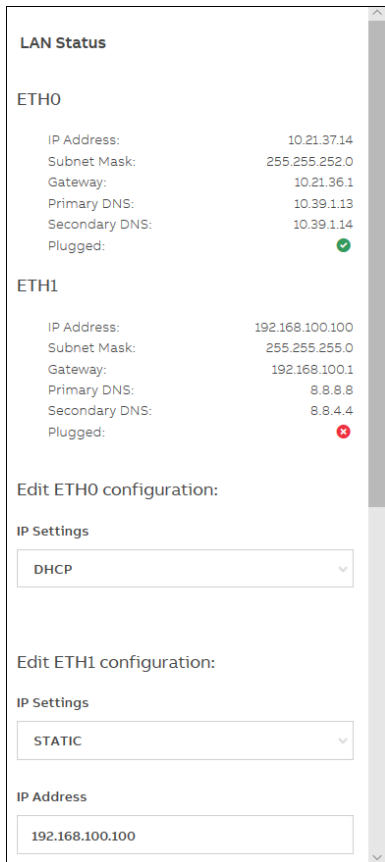 LAN Status
ETH0
IP Address: 10.21.37.14
Subnet Mask: 255.255.252.0
Gateway: 10.21.36.1
Primary DNS: 10.39.1.13
Secondary DNS: 10.39.1.14
Plugged:
ETH1
IP Address: 192.168.100.100
Subnet Mask: 255.255.255.0
Gateway: 192.168.100.1
Primary DNS: 8.8.8.8
Secondary DNS: 8.8.4.4
Plugged:
Edit ETH0 configuration:
IP Settings
DHCP
Edit ETH1 configuration:
IP Settings
STATIC
IP Address
192.168.100.100